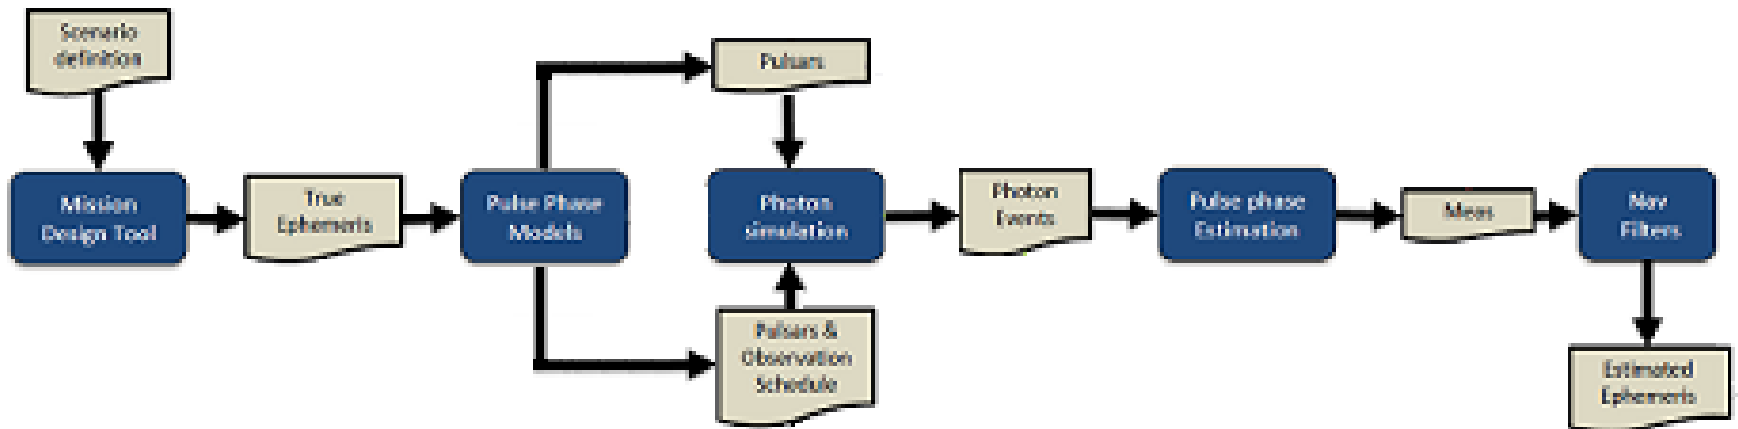 Scenario
definition
Mission
Design Tool
True
Ephemeris
Pulse Phase
Models
Pulsars
Photon
simulation
Pulsars &
Observation
Schedule
Photon
Events
Pulse phase
Estimation
Meas
Nav
Filters
Estimated
Ephemeris